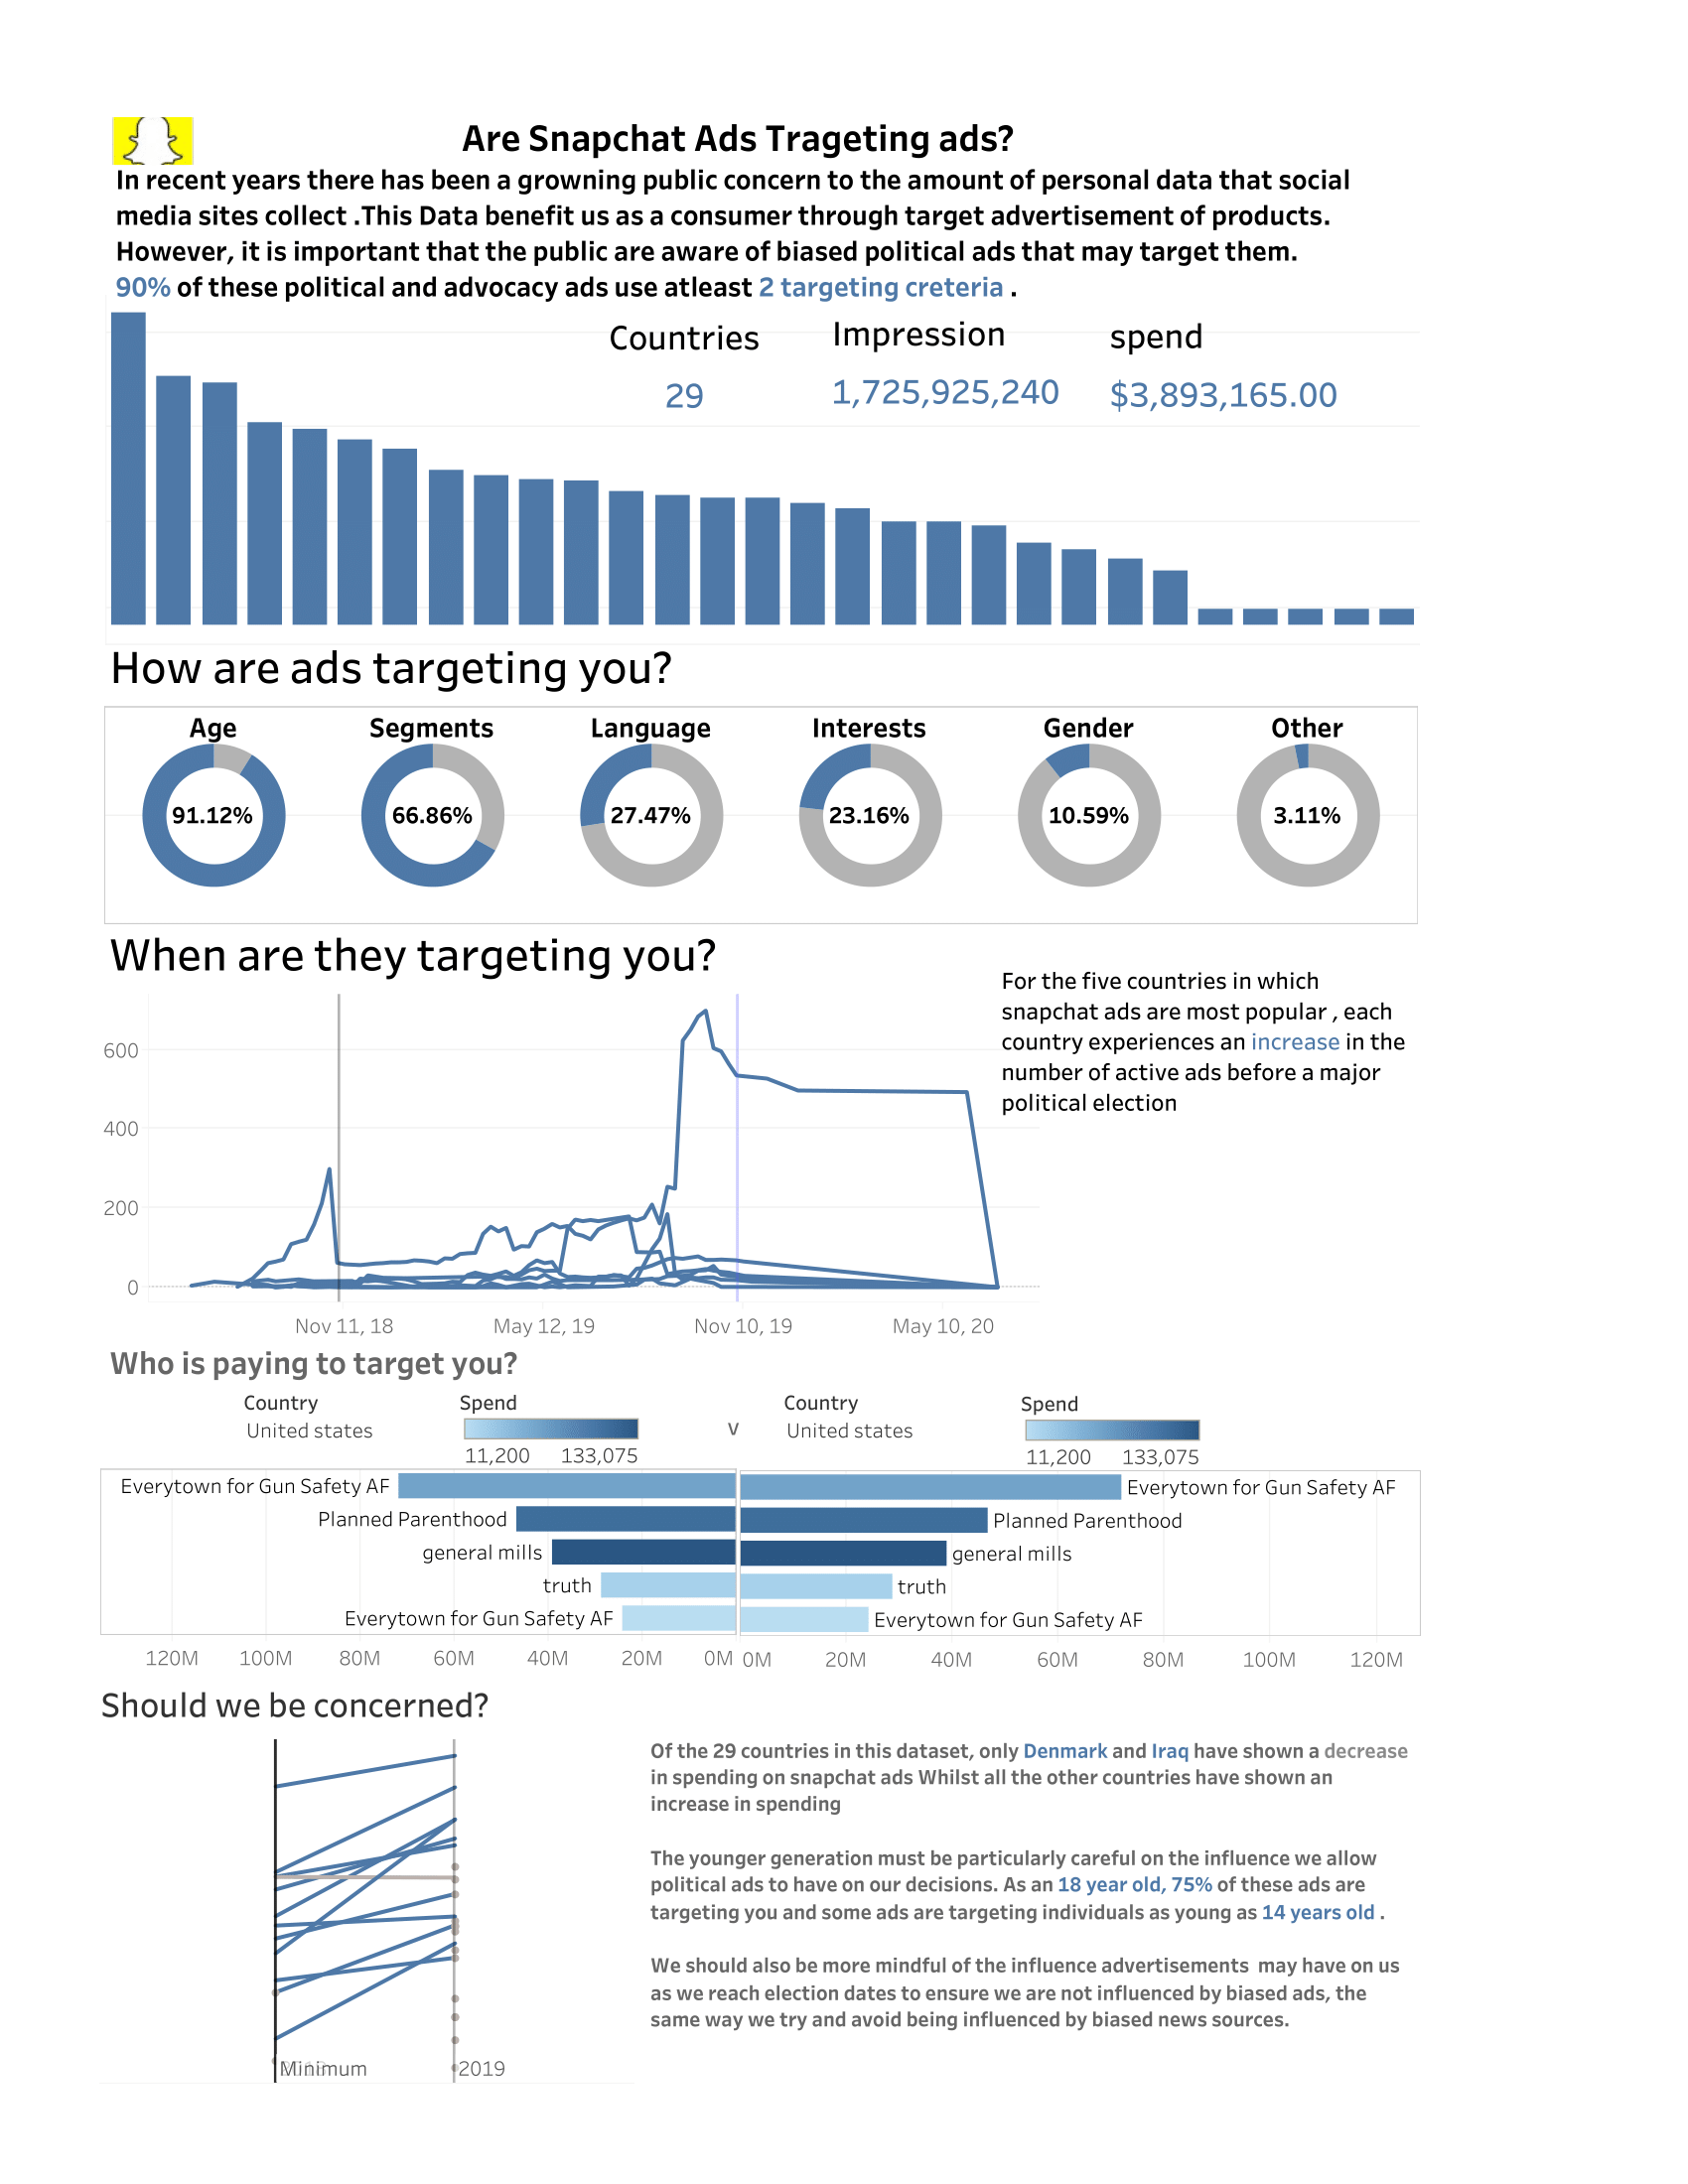 Are Snapchat Ads Trageting ads?
In recent years there has been a growning public concern to the amount of personal data that social
media sites collect .This Data benefit us as a consumer through target advertisement of products.
However, it is important that the public are aware of biased political ads that may target them.
90% of these political and advocacy ads use atleast 2 targeting creteria .
Countries Impression spend
29 1,725,925,240 $3,893,165.00
How are ads targeting you?
Age Segments Language Interests Gender Other
91.12% 66.86% 27.47% 23.16% 10.59% 3.11%
When are they targeting you?
For the five countries in which
snapchat ads are most popular , each
country experiences an increase in the
number of active ads before a major
political election
600
400
200
0
Nov 11, 18 May 12, 19 Nov 10, 19 May 10, 20
Who is paying to target you?
Country Spend v Country Spend
United states United states
11,200 133,075 11,200 133,075
Everytown for Gun Safety AF Everytown for Gun Safety AF
Planned Parenthood Planned Parenthood
general mills general mills
truth truth
Everytown for Gun Safety AF Everytown for Gun Safety AF
120M 100M 80M 60M 40M 20M 0M 0M 20M 40M 60M 80M 100M 120M
Should we be concerned?
Of the 29 countries in this dataset, only Denmark and Iraq have shown a decrease
in spending on snapchat ads Whilst all the other countries have shown an
increase in spending
The younger generation must be particularly careful on the influence we allow
political ads to have on our decisions. As an 18 year old, 75% of these ads are
targeting you and some ads are targeting individuals as young as 14 years old .
We should also be more mindful of the influence advertisements may have on us
as we reach election dates to ensure we are not influenced by biased ads, the
same way we try and avoid being influenced by biased news sources.
Minimum 2019